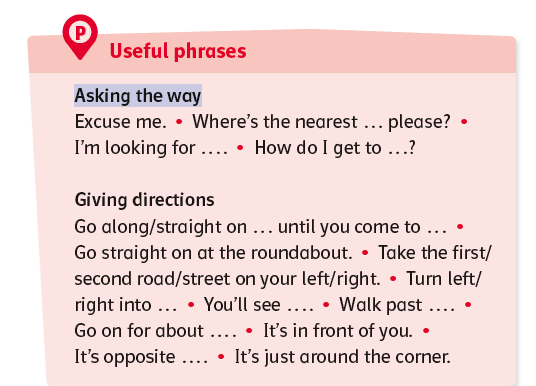 P
Useful phrases
Asking the way
Excuse me. • Where's the nearest … please? •
I'm looking for …. • How do I get to …?
Giving directions
Go along/straight on … until you come to … •
Go straight on at the roundabout. • Take the first/
second road/street on your left/right. • Turn left/
right into … • You'll see …. • Walk past …. •
Go on for about …. • It's in front of you. •
It's opposite …. • It's just around the corner.